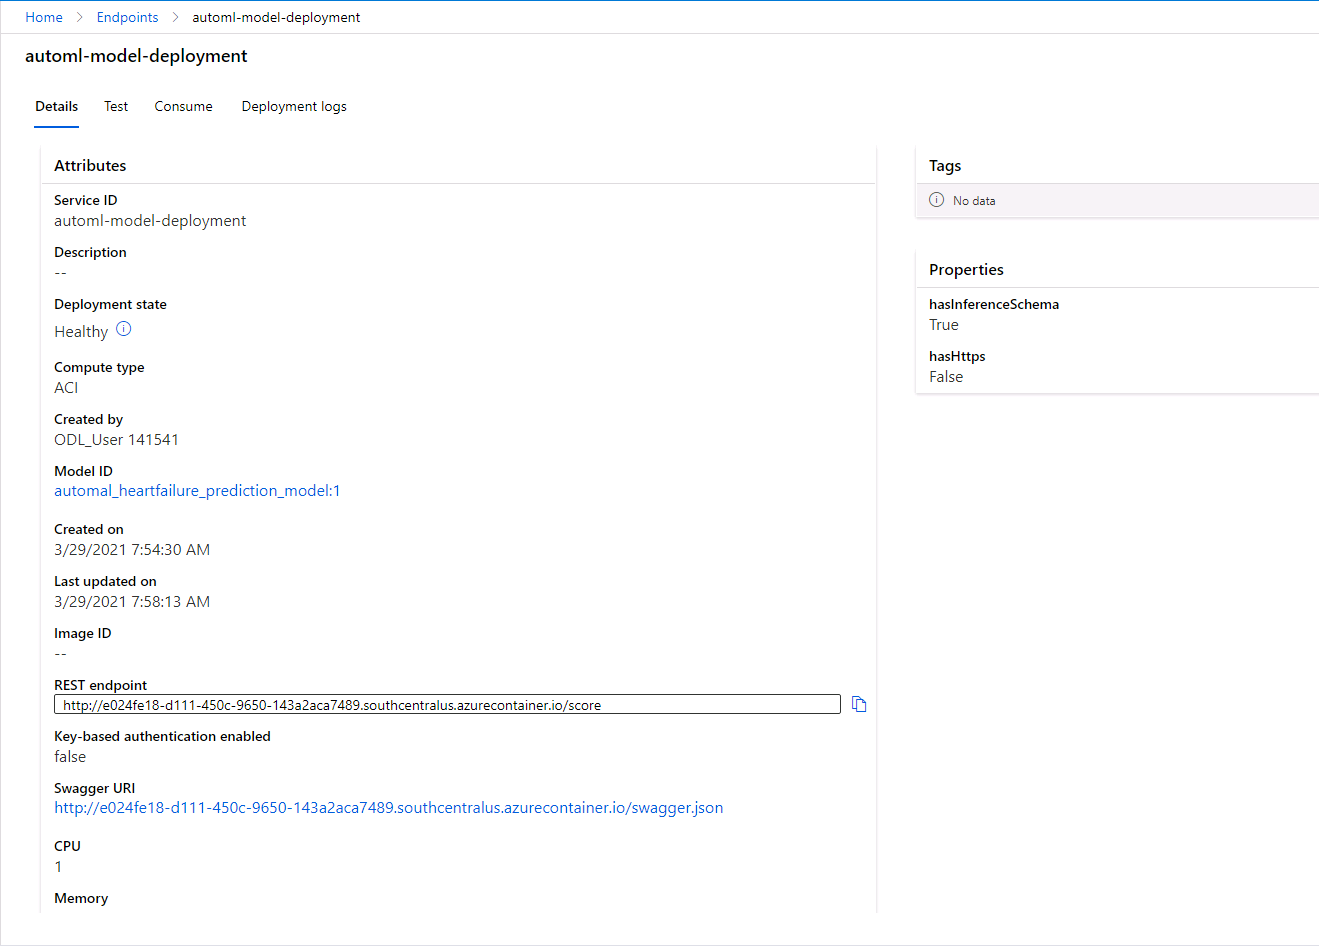 Home > Endpoints > automl-model-deployment
automl-model-deployment
Details Test Consume Deployment logs
Attributes
Service ID
automl-model-deployment
Description
--
Deployment state
Healthy
Compute type
ACI
Created by
ODL_User 141541
Model ID
automal_heartfailure_prediction_model:1
Created on
3/29/2021 7:54:30 AM
Last updated on
3/29/2021 7:58:13 AM
Image ID
--
REST endpoint
http://e024fe18-d111-450c-9650-143a2aca7489.southcentralus.azurecontainer.io/score
Key-based authentication enabled
false
Swagger URI
http://e024fe18-d111-450c-9650-143a2aca7489.southcentralus.azurecontainer.io/swagger.json
CPU
1
Memory
Tags
No data
Properties
hasInferenceSchema
True
hasHttps
False